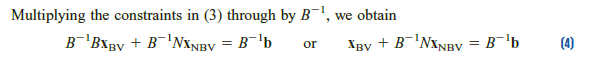 Multiplying the constraints in (3) through by B⁻¹, we obtain
B⁻¹Bx_BV + B⁻¹Nx_NBV = B⁻¹b or x_BV + B⁻¹Nx_NBV = B⁻¹b (4)